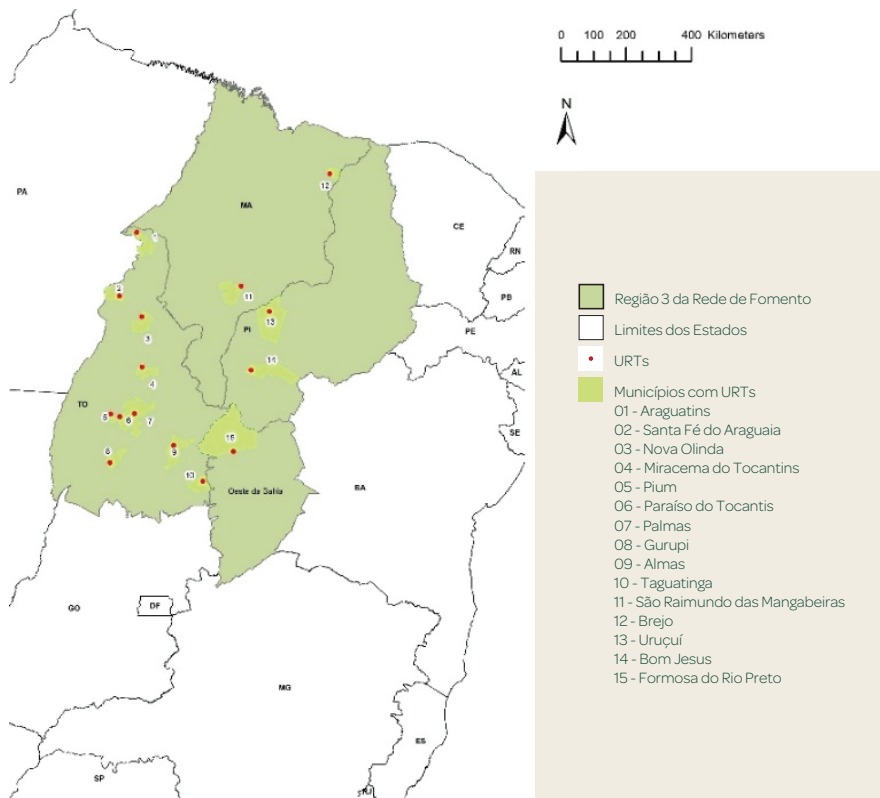 0 100 200 400 Kilometers
N
PA
MA
12
CE
RN
PB
PE
AL
SE
1
2
11
3
PI
13
14
4
TO
5 6 7
15
8
9
10
Oeste da Bahia
BA
GO
DF
MG
ES
SP
RJ
Região 3 da Rede de Fomento
Limites dos Estados
URTs
Municípios com URTs
01 - Araguatins
02 - Santa Fé do Araguaia
03 - Nova Olinda
04 - Miracema do Tocantins
05 - Pium
06 - Paraíso do Tocantis
07 - Palmas
08 - Gurupi
09 - Almas
10 - Taguatinga
11 - São Raimundo das Mangabeiras
12 - Brejo
13 - Uruçuí
14 - Bom Jesus
15 - Formosa do Rio Preto